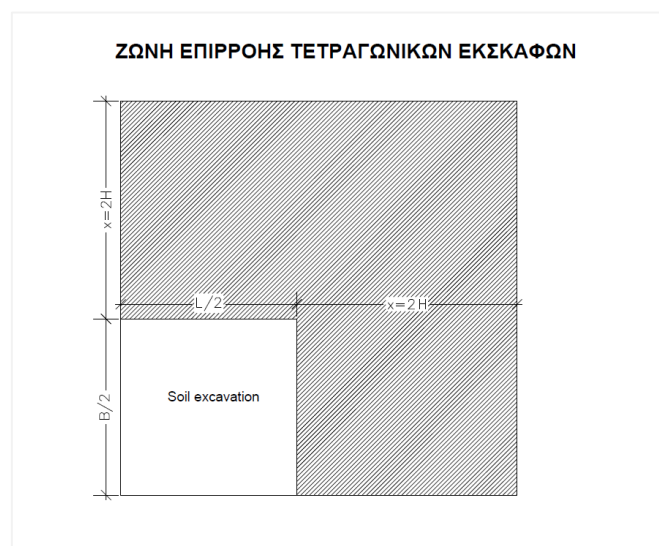 ΖΩΝΗ ΕΠΙΡΡΟΗΣ ΤΕΤΡΑΓΩΝΙΚΩΝ ΕΚΣΚΑΦΩΝ
x=2H
L/2
x=2H
B/2
Soil excavation